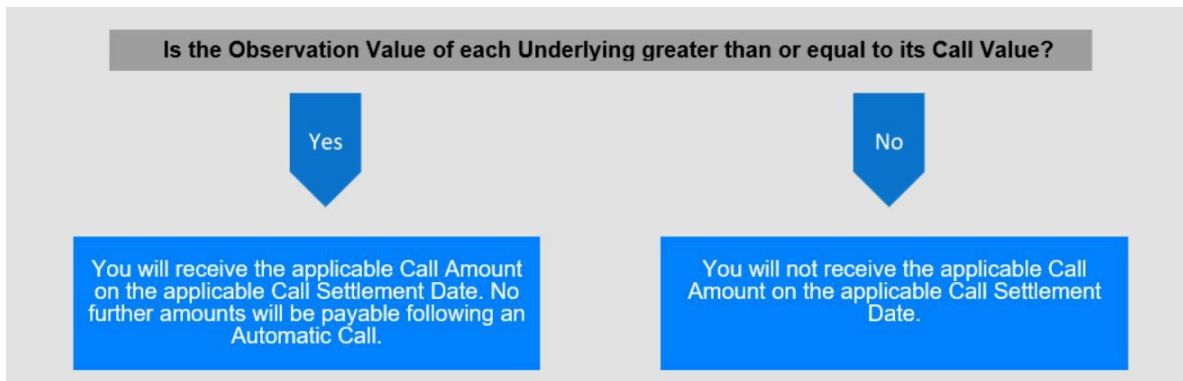 Is the Observation Value of each Underlying greater than or equal to its Call Value?
Yes
No
You will receive the applicable Call Amount
on the applicable Call Settlement Date. No
further amounts will be payable following an
Automatic Call.
You will not receive the applicable Call
Amount on the applicable Call Settlement
Date.